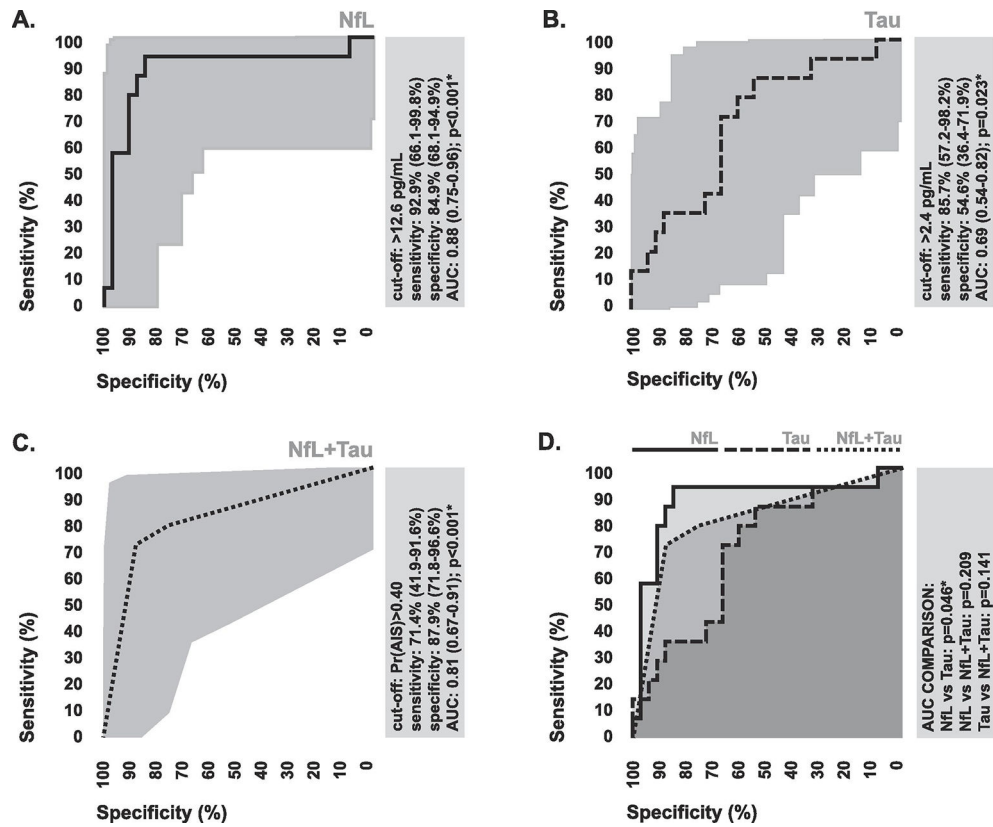 A.
NfL
Sensitivity (%)
100
90
80
70
60
50
40
30
20
10
0
100
90
80
70
60
50
40
30
20
10
0
Specificity (%)
cut-off: >12.6 pg/mL
sensitivity: 92.9% (66.1-99.8%)
specificity: 84.9% (68.1-94.9%)
AUC: 0.88 (0.75-0.96); p<0.001*
B.
Tau
Sensitivity (%)
100
90
80
70
60
50
40
30
20
10
0
100
90
80
70
60
50
40
30
20
10
0
Specificity (%)
cut-off: >2.4 pg/mL
sensitivity: 85.7% (57.2-98.2%)
specificity: 54.6% (36.4-71.9%)
AUC: 0.69 (0.54-0.82); p=0.023*
C.
NfL+Tau
Sensitivity (%)
100
90
80
70
60
50
40
30
20
10
0
100
90
80
70
60
50
40
30
20
10
0
Specificity (%)
cut-off: Pr(AIS)>0.40
sensitivity: 71.4% (41.9-91.6%)
specificity: 87.9% (71.8-96.6%)
AUC: 0.81 (0.67-0.91); p<0.001*
D.
NfL
Tau
NfL+Tau
Sensitivity (%)
100
90
80
70
60
50
40
30
20
10
0
100
90
80
70
60
50
40
30
20
10
0
Specificity (%)
AUC COMPARISON:
NfL vs Tau: p=0.046*
NfL vs NfL+Tau: p=0.209
Tau vs NfL+Tau: p=0.141